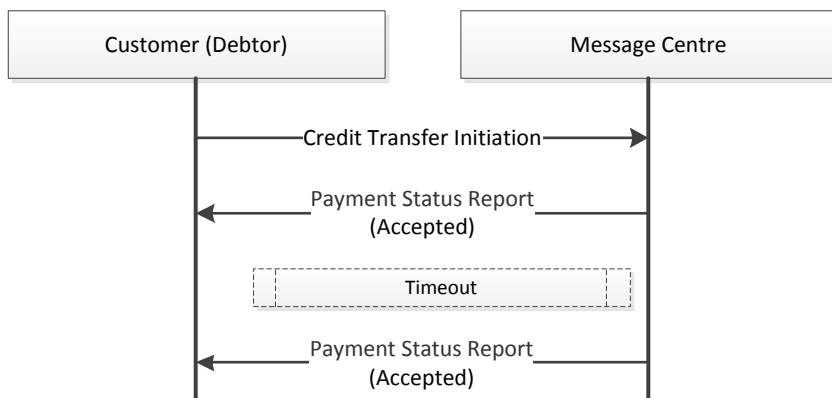 Customer (Debtor)
Message Centre
Credit Transfer Initiation
Payment Status Report
(Accepted)
Timeout
Payment Status Report
(Accepted)